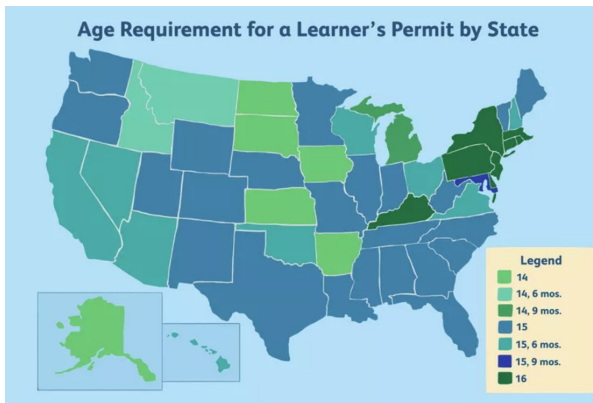 Age Requirement for a Learner's Permit by State
Legend
14
14, 6 mos.
14, 9 mos.
15
15, 6 mos.
15, 9 mos.
16